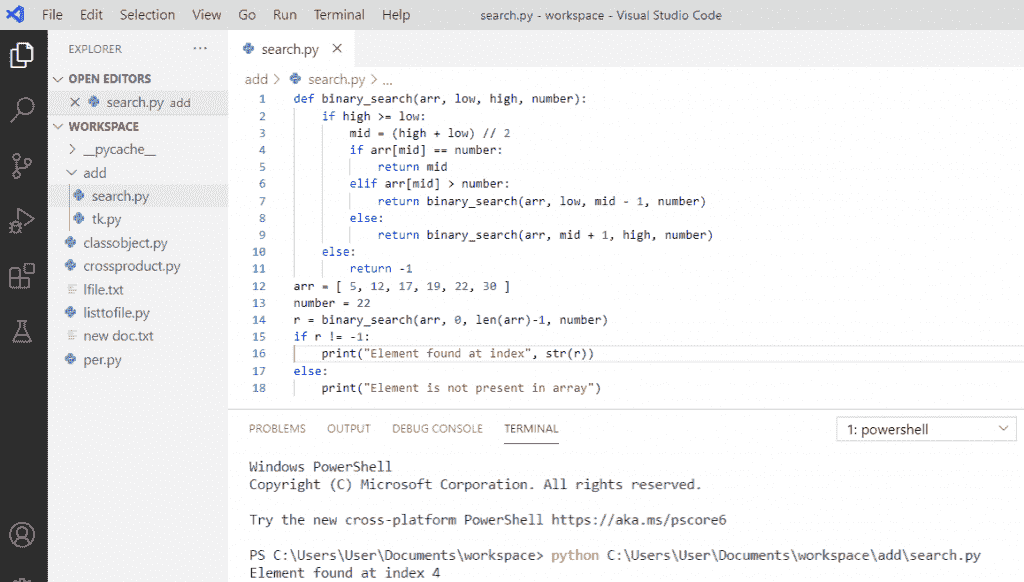 File Edit Selection View Go Run Terminal Help search.py - workspace - Visual Studio Code
EXPLORER ...
OPEN EDITORS
search.py add
WORKSPACE
__pycache__
add
search.py
tk.py
classobject.py
crossproduct.py
lfile.txt
listtofile.py
new doc.txt
per.py
search.py
add > search.py > ...
1 def binary_search(arr, low, high, number):
2     if high >= low:
3         mid = (high + low) // 2
4         if arr[mid] == number:
5             return mid
6         elif arr[mid] > number:
7             return binary_search(arr, low, mid - 1, number)
8         else:
9             return binary_search(arr, mid + 1, high, number)
10     else:
11         return -1
12 arr = [ 5, 12, 17, 19, 22, 30 ]
13 number = 22
14 r = binary_search(arr, 0, len(arr)-1, number)
15 if r != -1:
16     print("Element found at index", str(r))
17 else:
18     print("Element is not present in array")
PROBLEMS OUTPUT DEBUG CONSOLE TERMINAL 1: powershell
Windows PowerShell
Copyright (C) Microsoft Corporation. All rights reserved.
Try the new cross-platform PowerShell https://aka.ms/pscore6
PS C:\Users\User\Documents\workspace> python C:\Users\User\Documents\workspace\add\search.py
Element found at index 4